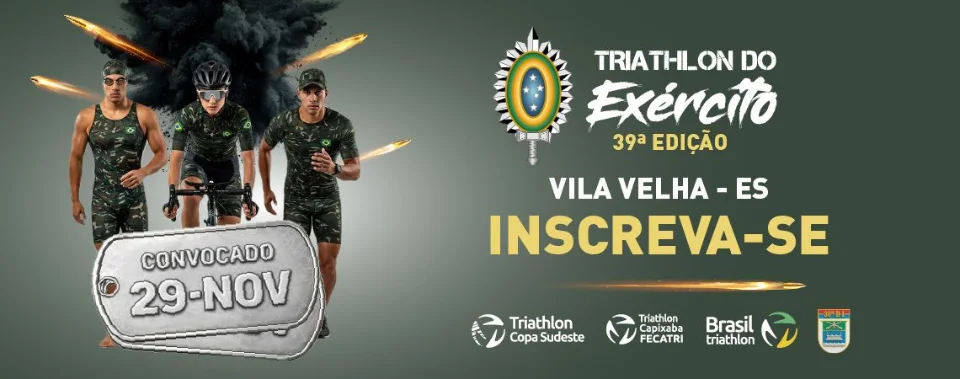 TRIATHLON DO
Exército
39ª EDIÇÃO
VILA VELHA - ES
INSCREVA-SE
CONVOCADO
29-NOV
Triathlon
Copa Sudeste
Triathlon
Capixaba
FECATRI
Brasil
triathlon